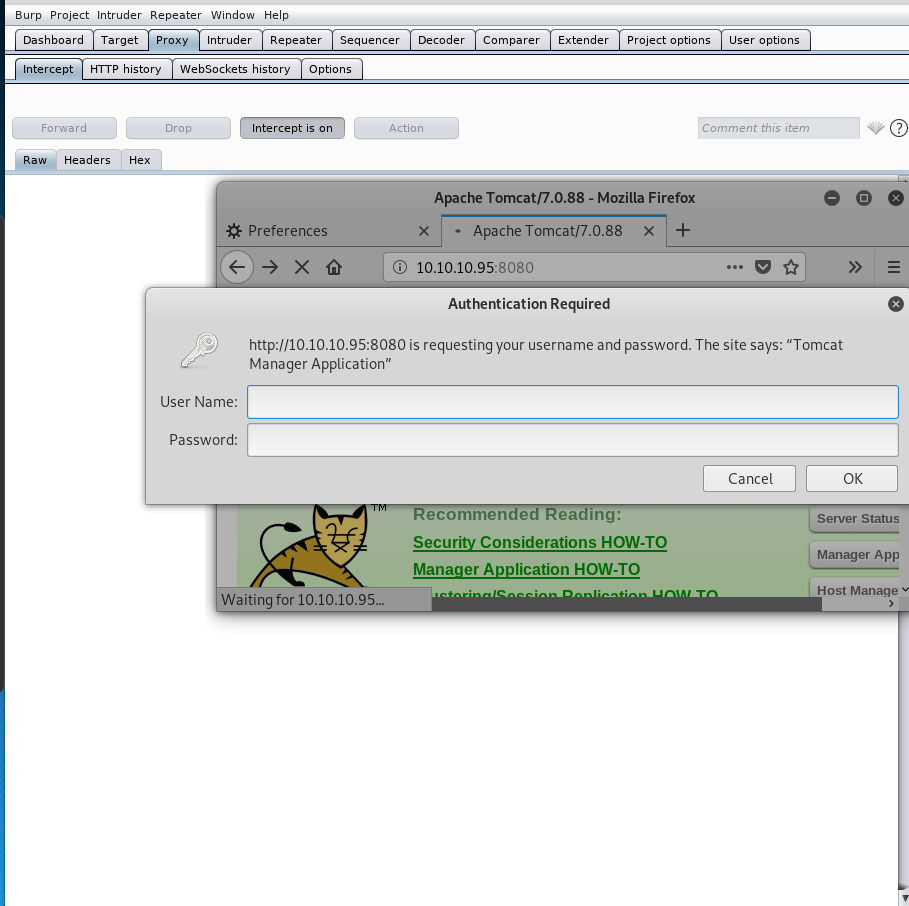 Burp Project Intruder Repeater Window Help
Dashboard Target Proxy Intruder Repeater Sequencer Decoder Comparer Extender Project options User options
Intercept HTTP history WebSockets history Options
Forward Drop Intercept is on Action Comment this item ?
Raw Headers Hex
Apache Tomcat/7.0.88 - Mozilla Firefox
Preferences Apache Tomcat/7.0.88
10.10.10.95:8080
Authentication Required
http://10.10.10.95:8080 is requesting your username and password. The site says: “Tomcat
Manager Application”
User Name:
Password:
Cancel OK
TM
Recommended Reading:
Server Status
Security Considerations HOW-TO
Manager App
Manager Application HOW-TO
Host Manage
ustering/Session Replication HOW TO
Waiting for 10.10.10.95...